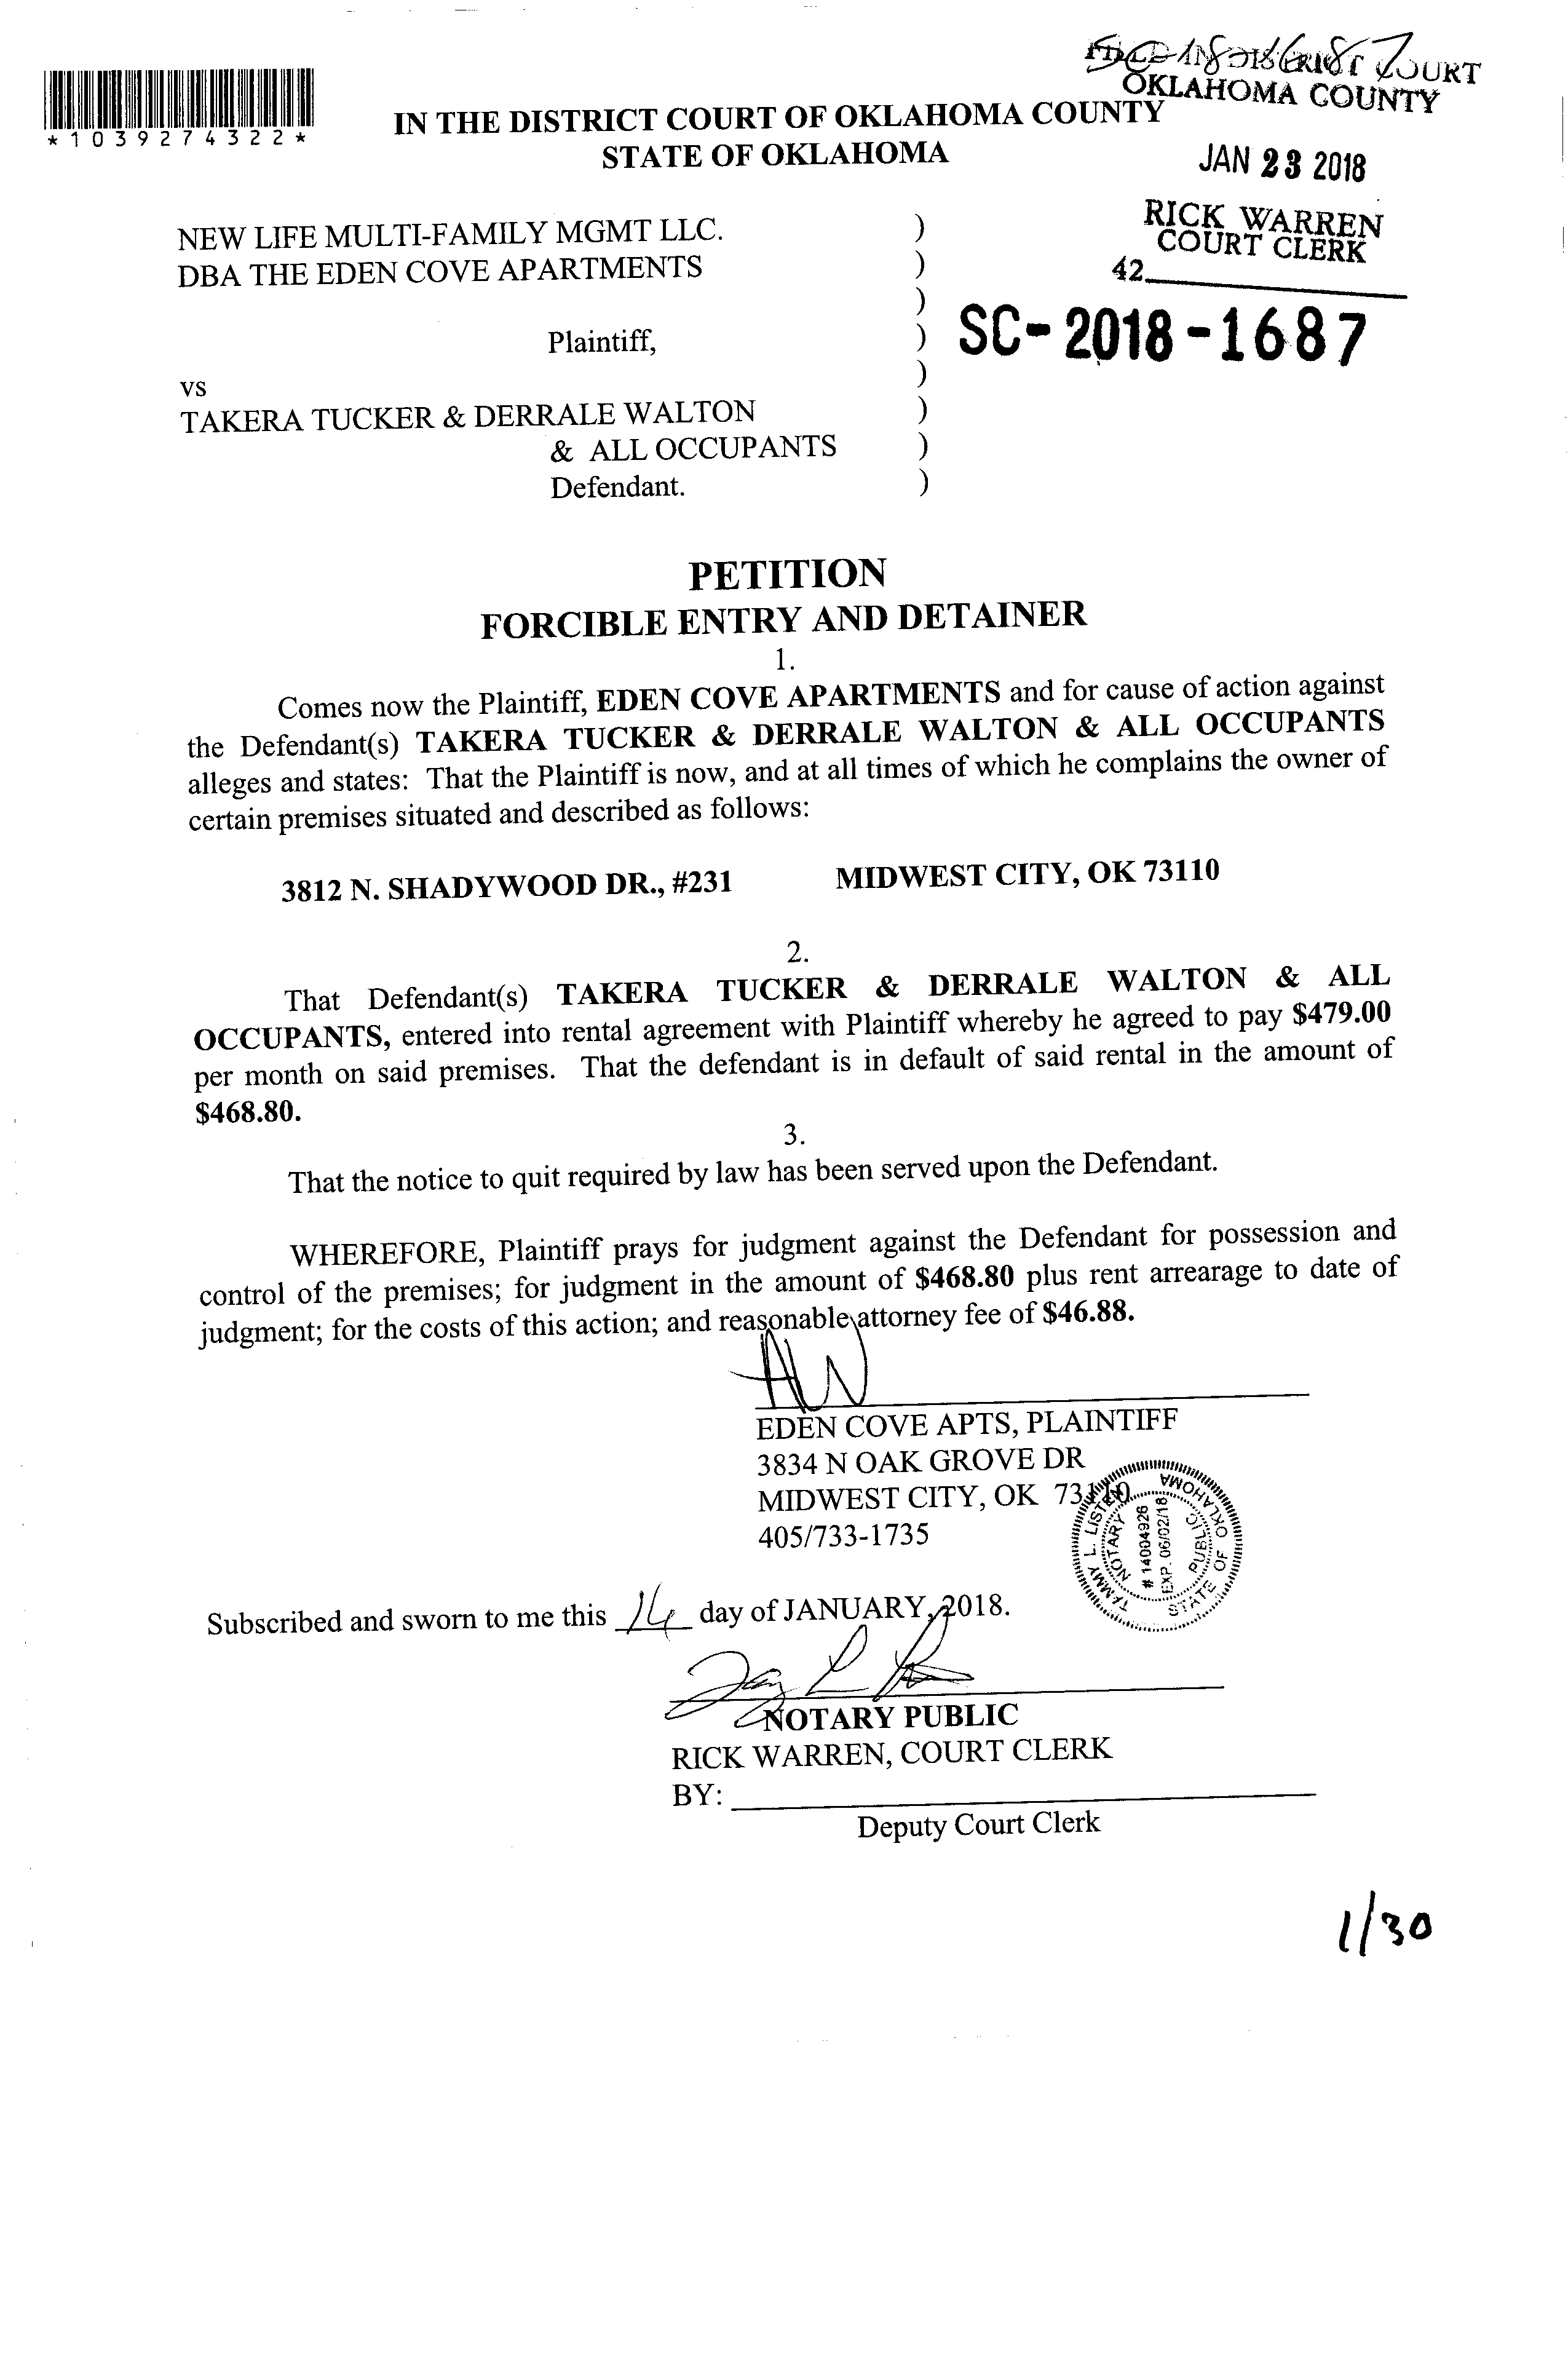 SC-18-1687
FILED IN DISTRICT COURT
OKLAHOMA COUNTY
*1039274322*
IN THE DISTRICT COURT OF OKLAHOMA COUNTY
STATE OF OKLAHOMA
JAN 23 2018
RICK WARREN
COURT CLERK
42
NEW LIFE MULTI-FAMILY MGMT LLC. )
DBA THE EDEN COVE APARTMENTS )
)
Plaintiff, )
SC-2018-1687
vs )
TAKERA TUCKER & DERRALE WALTON )
& ALL OCCUPANTS )
Defendant. )
PETITION
FORCIBLE ENTRY AND DETAINER
1.
Comes now the Plaintiff, EDEN COVE APARTMENTS and for cause of action against
the Defendant(s) TAKERA TUCKER & DERRALE WALTON & ALL OCCUPANTS
alleges and states: That the Plaintiff is now, and at all times of which he complains the owner of
certain premises situated and described as follows:
3812 N. SHADYWOOD DR., #231 MIDWEST CITY, OK 73110
2.
That Defendant(s) TAKERA TUCKER & DERRALE WALTON & ALL
OCCUPANTS, entered into rental agreement with Plaintiff whereby he agreed to pay $479.00
per month on said premises. That the defendant is in default of said rental in the amount of
$468.80.
3.
That the notice to quit required by law has been served upon the Defendant.
WHEREFORE, Plaintiff prays for judgment against the Defendant for possession and
control of the premises; for judgment in the amount of $468.80 plus rent arrearage to date of
judgment; for the costs of this action; and reasonable attorney fee of $46.88.
EDEN COVE APTS, PLAINTIFF
3834 N OAK GROVE DR
MIDWEST CITY, OK 73110
405/733-1735
TAMMY L. LISTEN
NOTARY PUBLIC
# 14004926
EXP. 06/02/18
STATE OF OKLAHOMA
Subscribed and sworn to me this 14 day of JANUARY, 2018.
NOTARY PUBLIC
RICK WARREN, COURT CLERK
BY:
Deputy Court Clerk
1/30